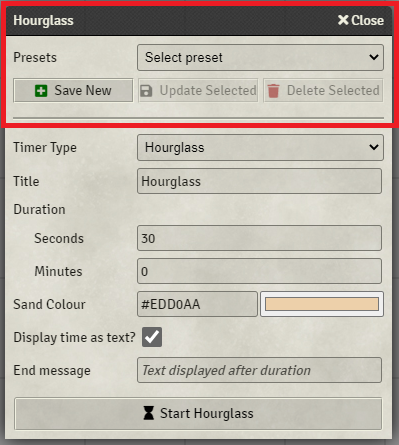 Hourglass Close
Presets Select preset
Save New Update Selected Delete Selected
Timer Type Hourglass
Title Hourglass
Duration
Seconds 30
Minutes 0
Sand Colour #EDD0AA
Display time as text?
End message Text displayed after duration
Start Hourglass